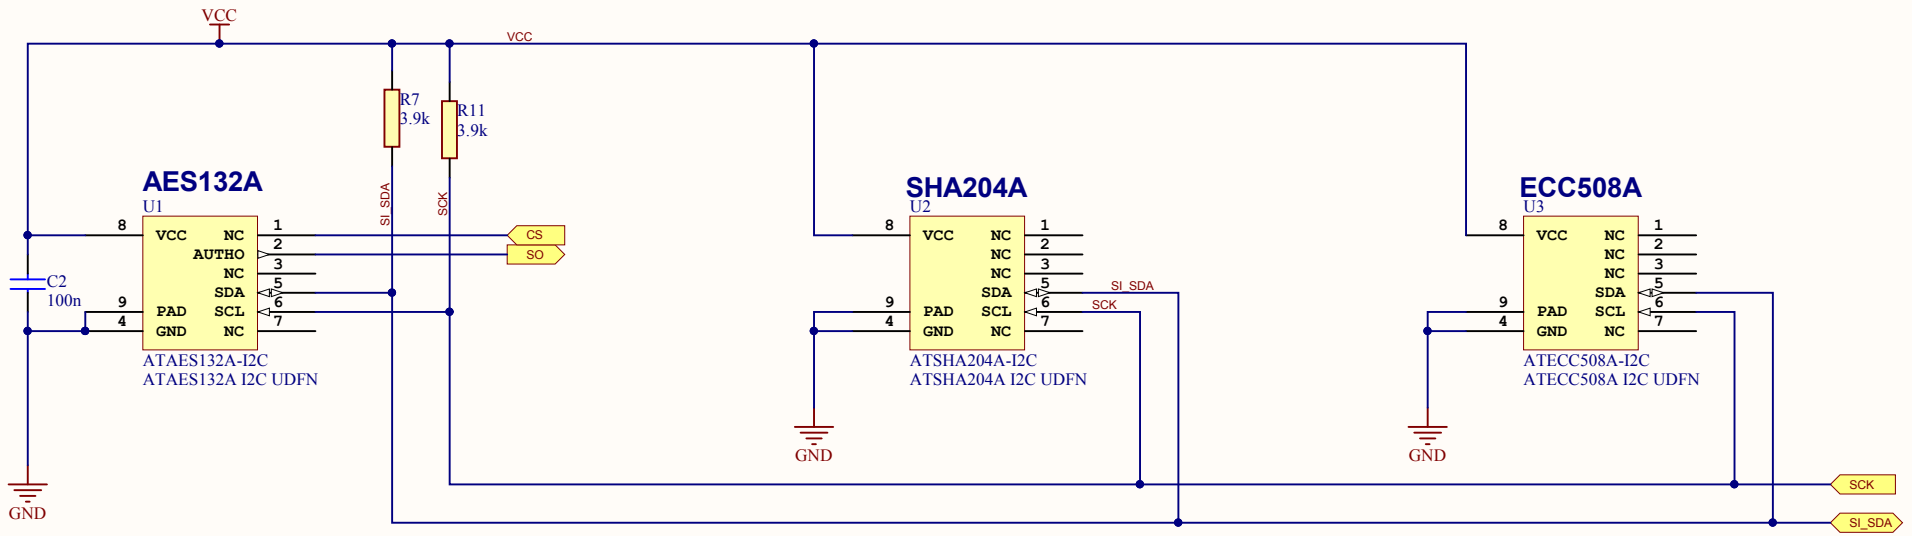 VCC
VCC
R7
3.9k
R11
3.9k
SI_SDA
SCK
AES132A
U1
8 VCC NC 1
AUTHO 2
NC 3
SDA 5
9 PAD SCL 6
4 GND NC 7
ATAES132A-I2C
ATAES132A I2C UDFN
CS
SO
C2
100n
GND
SHA204A
U2
8 VCC NC 1
NC 2
NC 3
SDA 5
9 PAD SCL 6
4 GND NC 7
ATSHA204A-I2C
ATSHA204A I2C UDFN
SI_SDA
SCK
GND
ECC508A
U3
8 VCC NC 1
NC 2
NC 3
SDA 5
9 PAD SCL 6
4 GND NC 7
ATECC508A-I2C
ATECC508A I2C UDFN
GND
SCK
SI_SDA